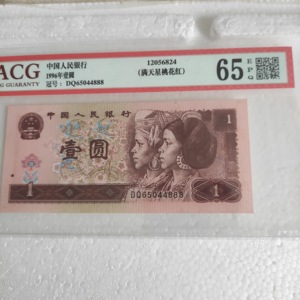 ACG
中国人民银行
12056824
65 EPQ
1996年壹圆
(满天星桃花红)
G GUARANTY
冠号：DQ65044888
中国人民银行
壹圆
1
1
DQ65044888